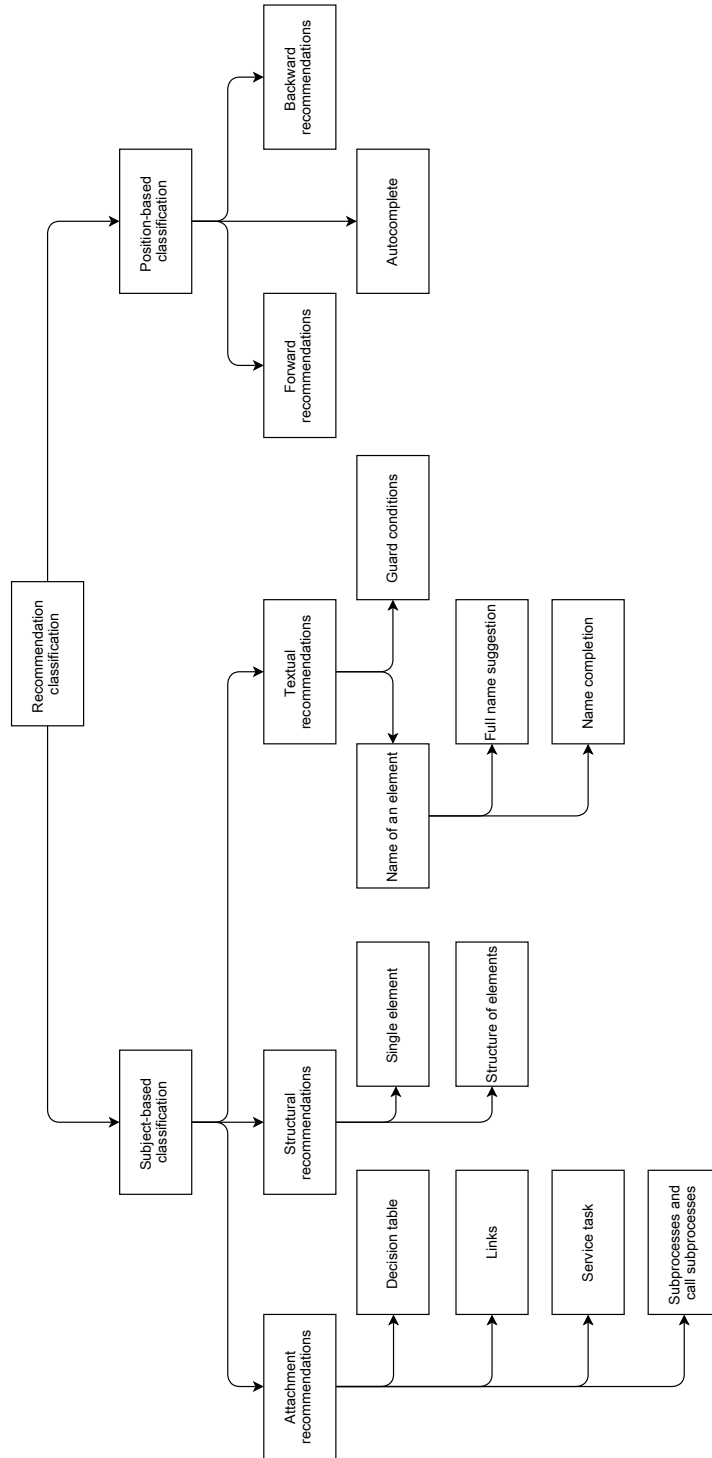 Recommendation
classification
Subject-based
classification
Position-based
classification
Attachment
recommendations
Structural
recommendations
Textual
recommendations
Forward
recommendations
Backward
recommendations
Decision table
Single element
Name of an element
Guard conditions
Autocomplete
Links
Structure of elements
Full name suggestion
Service task
Name completion
Subprocesses and
call subprocesses